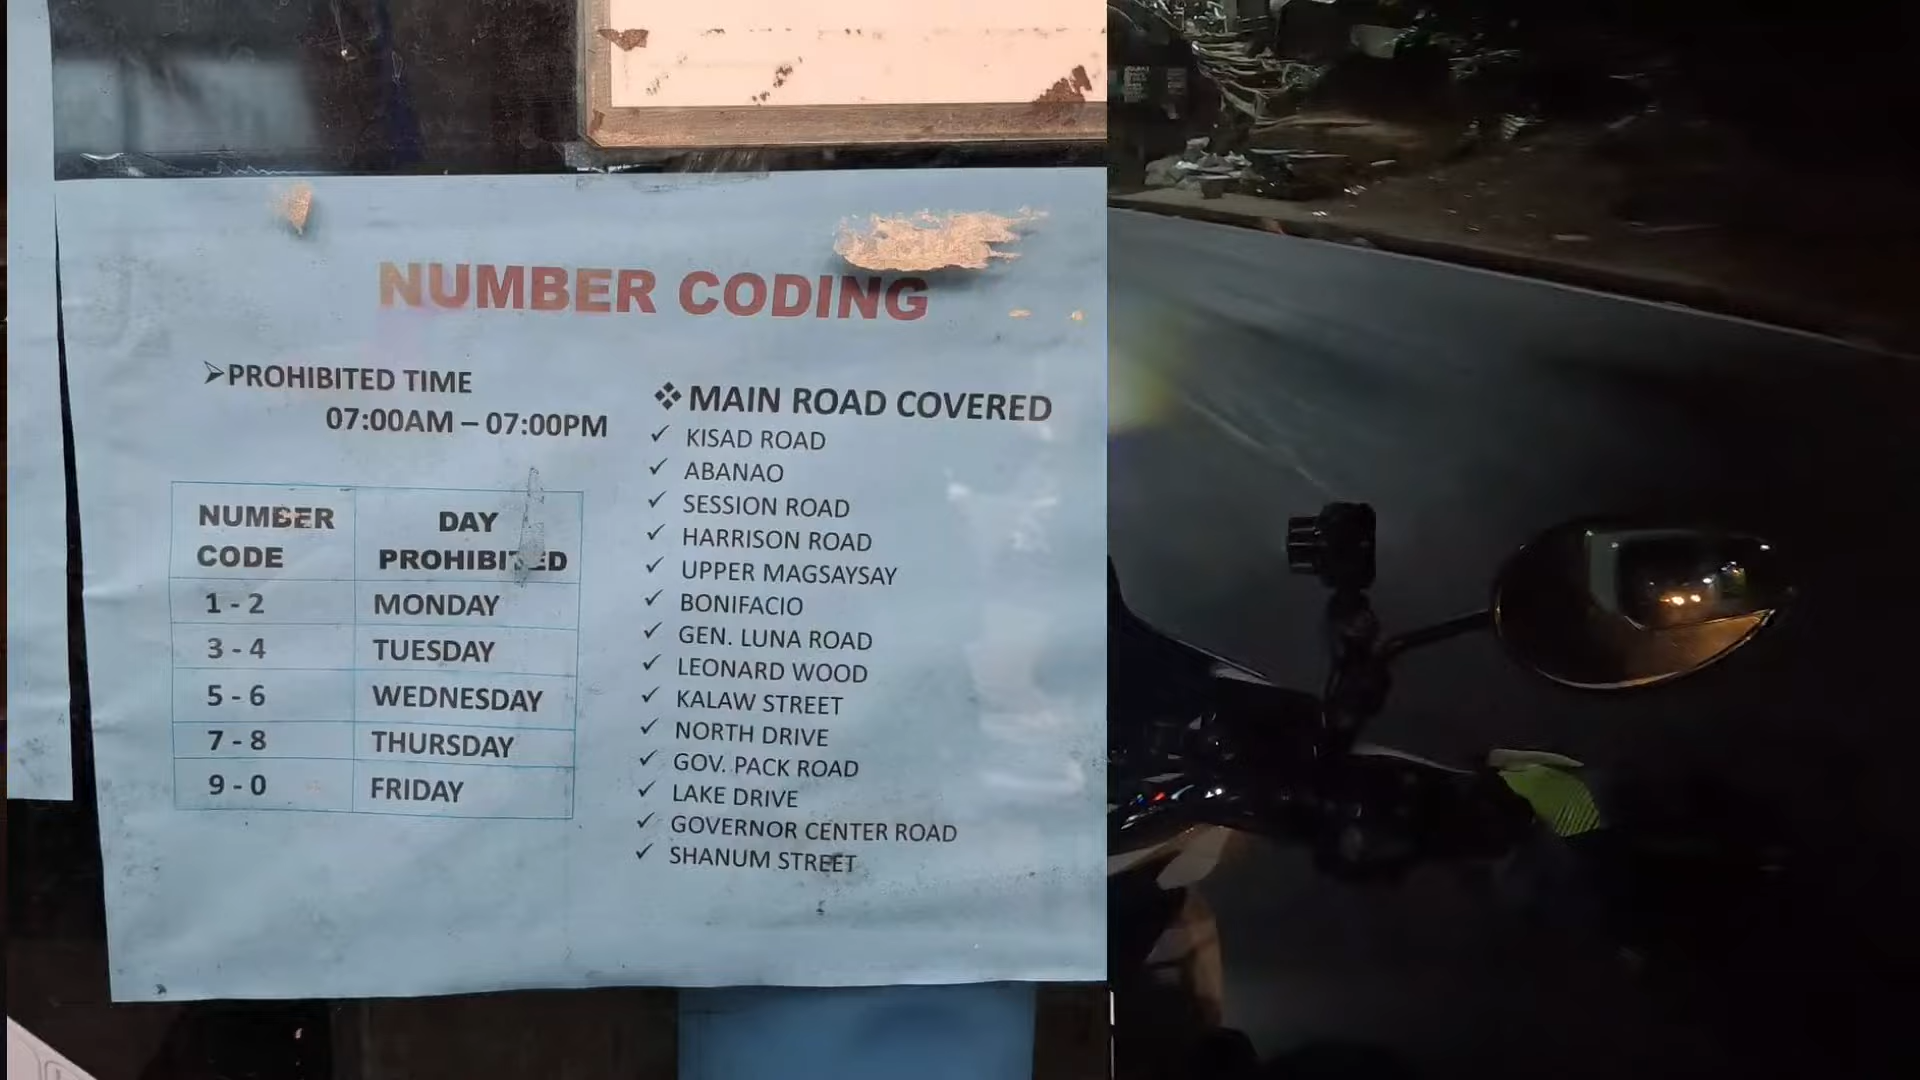 NUMBER CODING
➢PROHIBITED TIME
07:00AM – 07:00PM
NUMBER CODE DAY PROHIBITED
1 - 2 MONDAY
3 - 4 TUESDAY
5 - 6 WEDNESDAY
7 - 8 THURSDAY
9 - 0 FRIDAY
❖MAIN ROAD COVERED
✓ KISAD ROAD
✓ ABANAO
✓ SESSION ROAD
✓ HARRISON ROAD
✓ UPPER MAGSAYSAY
✓ BONIFACIO
✓ GEN. LUNA ROAD
✓ LEONARD WOOD
✓ KALAW STREET
✓ NORTH DRIVE
✓ GOV. PACK ROAD
✓ LAKE DRIVE
✓ GOVERNOR CENTER ROAD
✓ SHANUM STREET